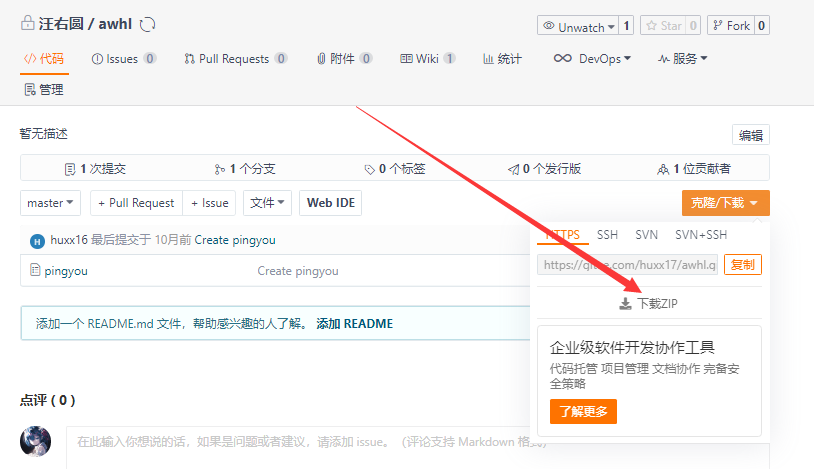 汪右圆 / awhl
Unwatch 1 Star 0 Fork 0
代码 Issues 0 Pull Requests 0 附件 0 Wiki 1 统计 DevOps 服务
管理
暂无描述 编辑
1 次提交 1 个分支 0 个标签 0 个发行版 1 位贡献者
master + Pull Request + Issue 文件 Web IDE 克隆/下载
HTTPS SSH SVN SVN+SSH
H huxx16 最后提交于 10月前 Create pingyou
https://gitee.com/huxx17/awhl.g 复制
pingyou Create pingyou
下载ZIP
添加一个 README.md 文件，帮助感兴趣的人了解。 添加 README
企业级软件开发协作工具
代码托管 项目管理 文档协作 完备安
全策略
了解更多
点评 ( 0 )
在此输入你想说的话，如果是问题或者建议，请添加 issue。（评论支持 Markdown 格式）